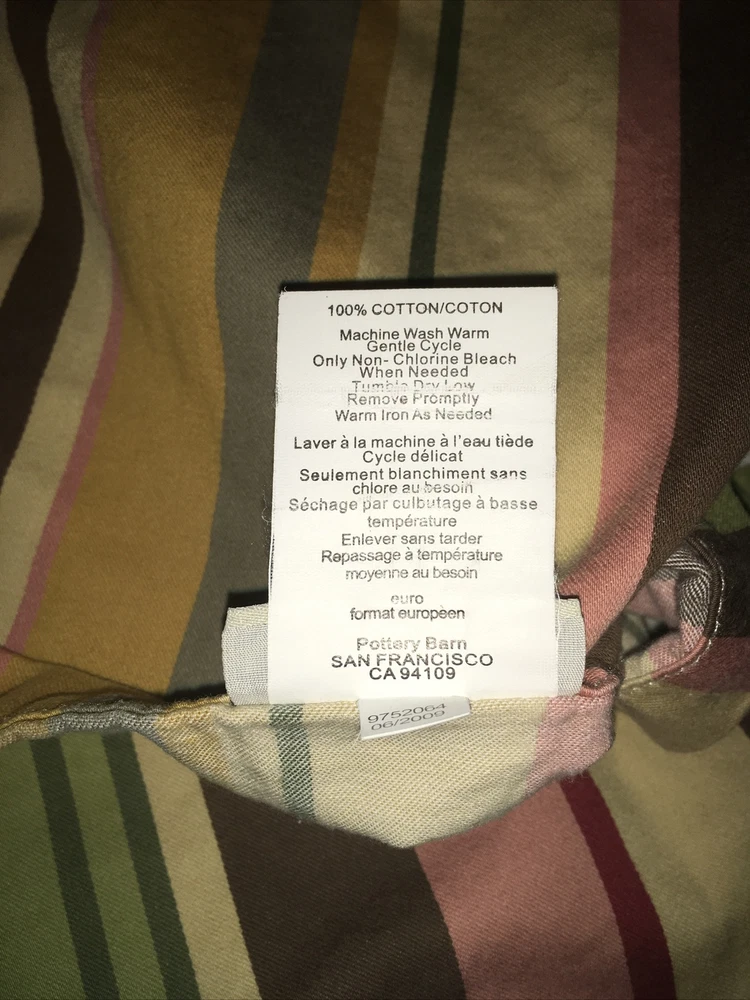 100% COTTON/COTON
Machine Wash Warm
Gentle Cycle
Only Non- Chlorine Bleach
When Needed
Tumble Dry Low
Remove Promptly
Warm Iron As Needed
Laver à la machine à l'eau tiède
Cycle délicat
Seulement blanchiment sans
chlore au besoin
Séchage par culbutage à basse
température
Enlever sans tarder
Repassage à température
moyenne au besoin
euro
format européen
Pottery Barn
SAN FRANCISCO
CA 94109
9752064
06/2009